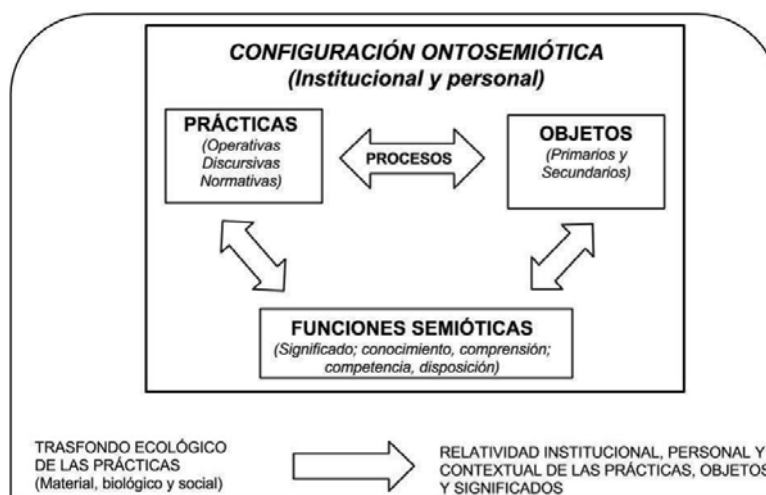 CONFIGURACIÓN ONTOSEMIÓTICA
(Institucional y personal)
PRÁCTICAS
(Operativas
Discursivas
Normativas)
PROCESOS
OBJETOS
(Primarios y
Secundarios)
FUNCIONES SEMIÓTICAS
(Significado; conocimiento, comprensión;
competencia, disposición)
TRASFONDO ECOLÓGICO
DE LAS PRÁCTICAS
(Material, biológico y social)
RELATIVIDAD INSTITUCIONAL, PERSONAL Y
CONTEXTUAL DE LAS PRÁCTICAS, OBJETOS
Y SIGNIFICADOS